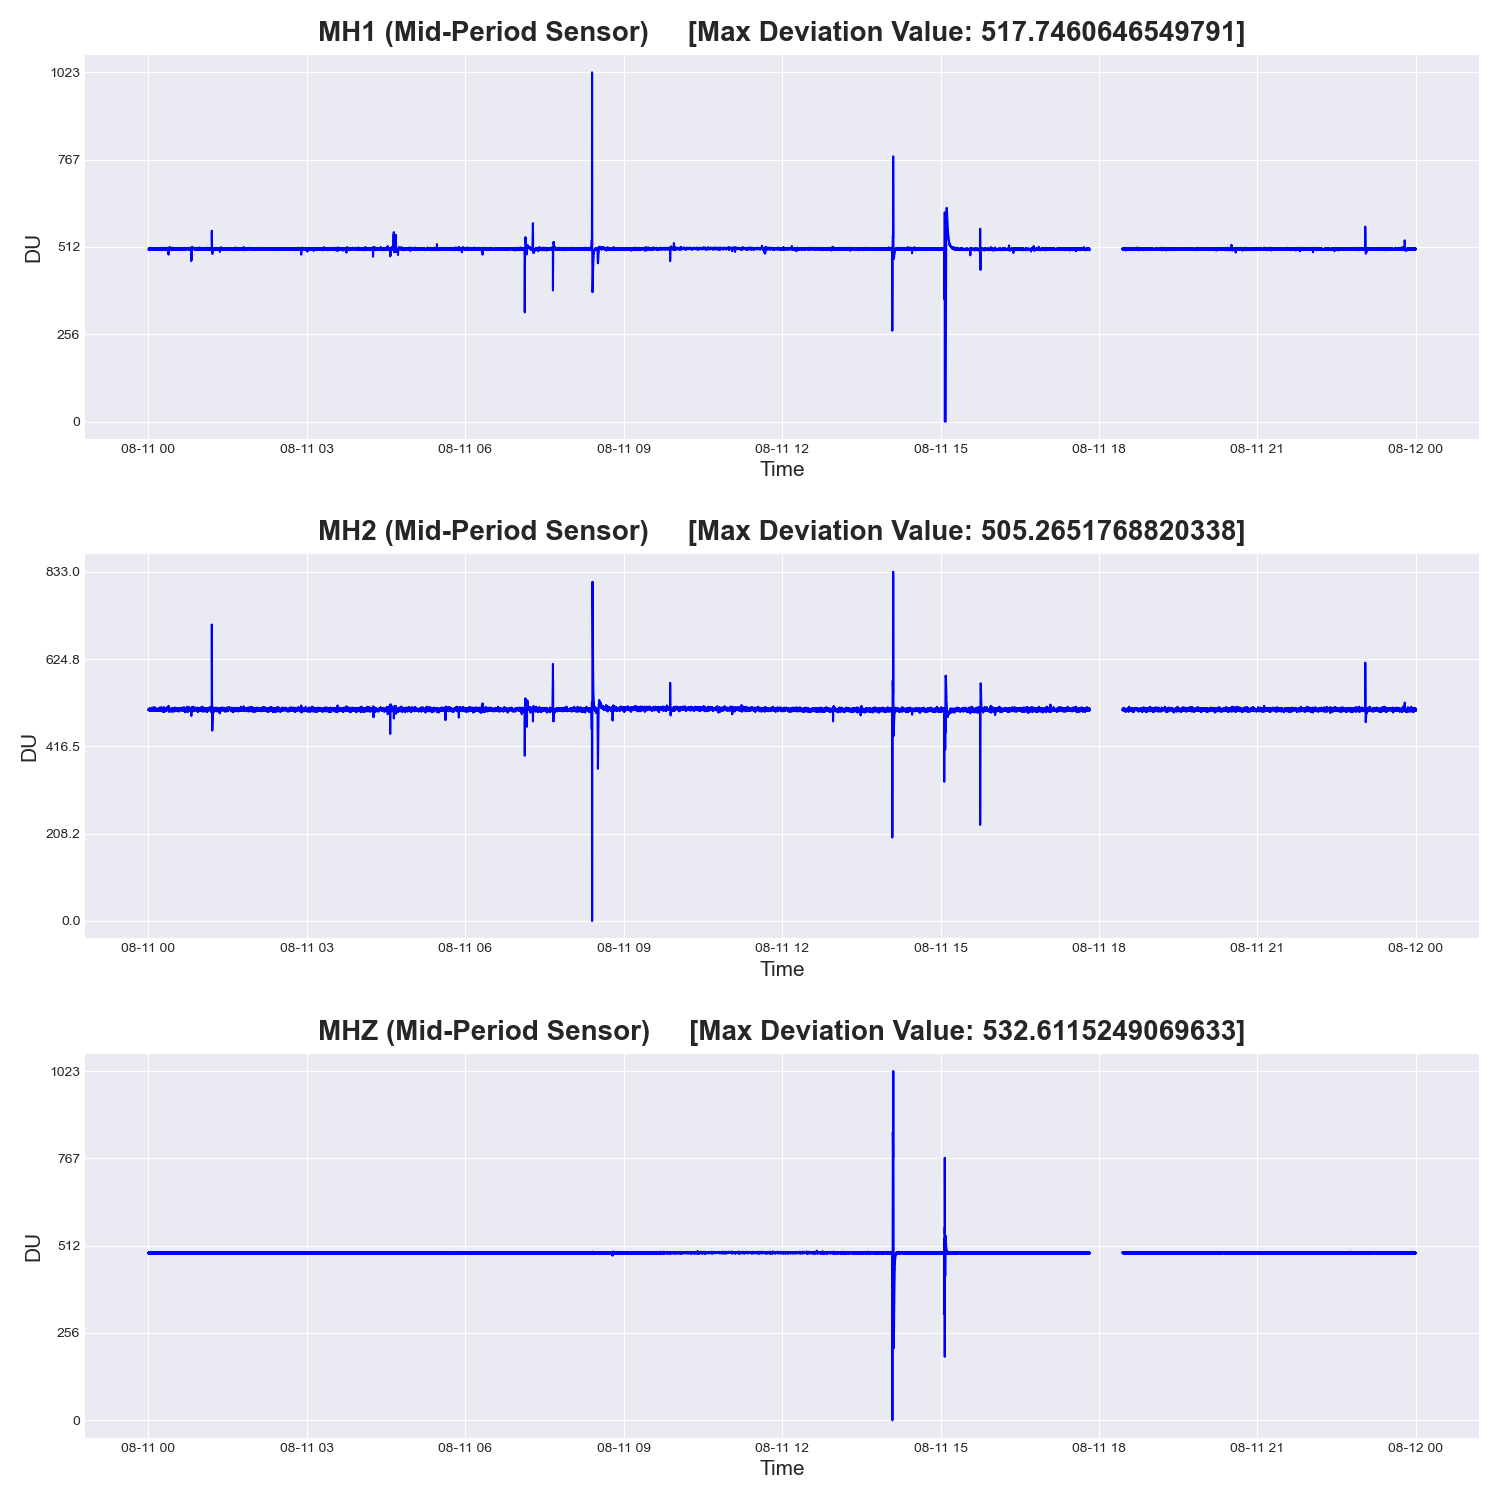 MH1 (Mid-Period Sensor) [Max Deviation Value: 517.7460646549791]
1023
767
512
256
0
DU
08-11 00 08-11 03 08-11 06 08-11 09 08-11 12 08-11 15 08-11 18 08-11 21 08-12 00
Time
MH2 (Mid-Period Sensor) [Max Deviation Value: 505.2651768820338]
833.0
624.8
416.5
208.2
0.0
DU
08-11 00 08-11 03 08-11 06 08-11 09 08-11 12 08-11 15 08-11 18 08-11 21 08-12 00
Time
MHZ (Mid-Period Sensor) [Max Deviation Value: 532.6115249069633]
1023
767
512
256
0
DU
08-11 00 08-11 03 08-11 06 08-11 09 08-11 12 08-11 15 08-11 18 08-11 21 08-12 00
Time